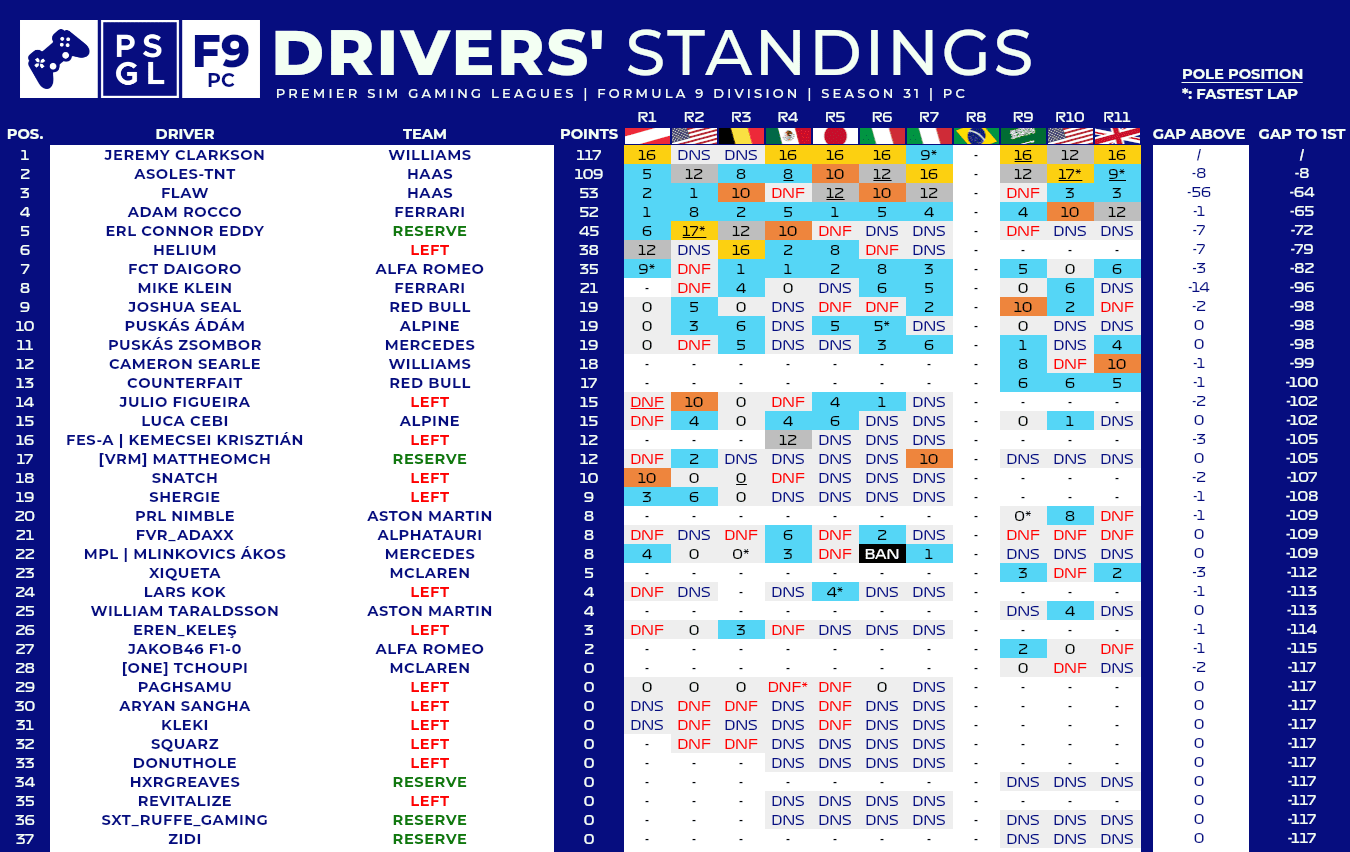 PS
GL
F9
PC
DRIVERS' STANDINGS
PREMIER SIM GAMING LEAGUES | FORMULA 9 DIVISION | SEASON 31 | PC
POLE POSITION
*: FASTEST LAP
R1 R2 R3 R4 R5 R6 R7 R9 R10 R11
POS. DRIVER TEAM POINTS GAP ABOVE GAP TO 1ST
1 JEREMY CLARKSON WILLIAMS 117 16 DNS DNS 16 16 16 9* - 16 12 16 / /
2 ASOLES-TNT HAAS 109 5 12 8 8 10 12 16 - 12 17* 9* -8 -8
3 FLAW HAAS 53 2 1 10 DNF 12 10 12 - DNF 3 3 -56 -64
4 ADAM ROCCO FERRARI 52 1 8 2 5 1 5 4 - 4 10 12 -1 -65
5 ERL CONNOR EDDY RESERVE 45 6 17* 12 10 DNF DNS DNS - DNF DNS DNS -7 -72
6 HELIUM LEFT 38 12 DNS 16 2 8 DNF DNS - - - - -7 -79
7 FCT DAIGORO ALFA ROMEO 35 9* DNF 1 1 2 8 3 - 5 0 6 -3 -82
8 MIKE KLEIN FERRARI 21 - DNF 4 0 DNS 6 5 - 0 6 DNS -14 -96
9 JOSHUA SEAL RED BULL 19 0 5 0 DNS DNF DNF 2 - 10 2 DNF -2 -98
10 PUSKÁS ÁDÁM ALPINE 19 0 3 6 DNS 5 5* DNS - 0 DNS DNS 0 -98
11 PUSKÁS ZSOMBOR MERCEDES 19 0 DNF 5 DNS DNS 3 6 - 1 DNS 4 0 -98
12 CAMERON SEARLE WILLIAMS 18 - - - - - - - - 8 DNF 10 -1 -99
13 COUNTERFAIT RED BULL 17 - - - - - - - - 6 6 5 -1 -100
14 JULIO FIGUEIRA LEFT 15 DNF 10 0 DNF 4 1 DNS - - - - -2 -102
15 LUCA CEBI ALPINE 15 DNF 4 0 4 6 DNS DNS - 0 1 DNS 0 -102
16 FES-A | KEMECSEI KRISZTIÁN LEFT 12 - - - 12 DNS DNS DNS - - - - -3 -105
17 [VRM] MATTHEOMCH RESERVE 12 DNF 2 DNS DNS DNS DNS 10 - DNS DNS DNS 0 -105
18 SNATCH LEFT 10 10 0 0 DNF DNS DNS DNS - - - - -2 -107
19 SHERGIE LEFT 9 3 6 0 DNS DNS DNS DNS - - - - -1 -108
20 PRL NIMBLE ASTON MARTIN 8 - - - - - - - - 0* 8 DNF -1 -109
21 FVR_ADAXX ALPHATAURI 8 DNF DNS DNF 6 DNF 2 DNS - DNF DNF DNF 0 -109
22 MPL | MLINKOVICS ÁKOS MERCEDES 8 4 0 0* 3 DNF BAN 1 - DNS DNS DNS 0 -109
23 XIQUETA MCLAREN 5 - - - - - - - - 3 DNF 2 -3 -112
24 LARS KOK LEFT 4 DNF DNS - DNS 4* DNS DNS - - - - -1 -113
25 WILLIAM TARALDSSON ASTON MARTIN 4 - - - - - - - - DNS 4 DNS 0 -113
26 EREN_KELEŞ LEFT 3 DNF 0 3 DNF DNS DNS DNS - - - - -1 -114
27 JAKOB46 F1-0 ALFA ROMEO 2 - - - - - - - - 2 0 DNF -1 -115
28 [ONE] TCHOUPI MCLAREN 0 - - - - - - - - 0 DNF DNS -2 -117
29 PAGHSAMU LEFT 0 0 0 0 DNF* DNF 0 DNS - - - - 0 -117
30 ARYAN SANGHA LEFT 0 DNS DNF DNF DNS DNF DNS DNS - - - - 0 -117
31 KLEKI LEFT 0 DNS DNF DNS DNS DNF DNS DNS - - - - 0 -117
32 SQUARZ LEFT 0 - DNF DNF DNS DNS DNS DNS - - - - 0 -117
33 DONUTHOLE LEFT 0 - - - DNS DNS DNS DNS - - - - 0 -117
34 HXRGREAVES RESERVE 0 - - - - - - - - DNS DNS DNS 0 -117
35 REVITALIZE LEFT 0 - - - DNS DNS DNS DNS - - - - 0 -117
36 SXT_RUFFE_GAMING RESERVE 0 - - - DNS DNS DNS DNS - DNS DNS DNS 0 -117
37 ZIDI RESERVE 0 - - - - - - - - DNS DNS DNS 0 -117